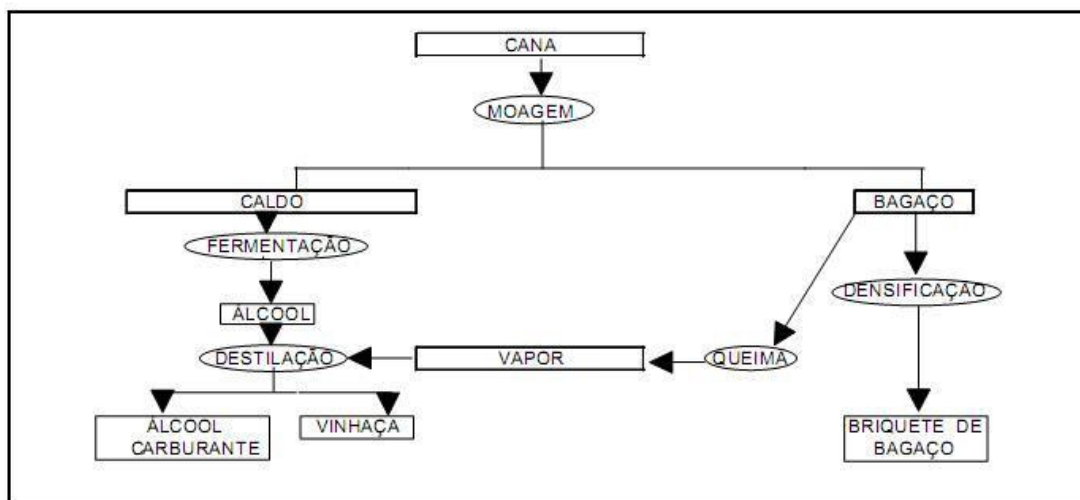 CANA
MOAGEM
CALDO
BAGAÇO
FERMENTAÇÃO
DENSIFICAÇÃO
ÁLCOOL
DESTILAÇÃO
VAPOR
QUEIMA
ÁLCOOL
CARBURANTE
VINHAÇA
BRIQUETE DE
BAGAÇO